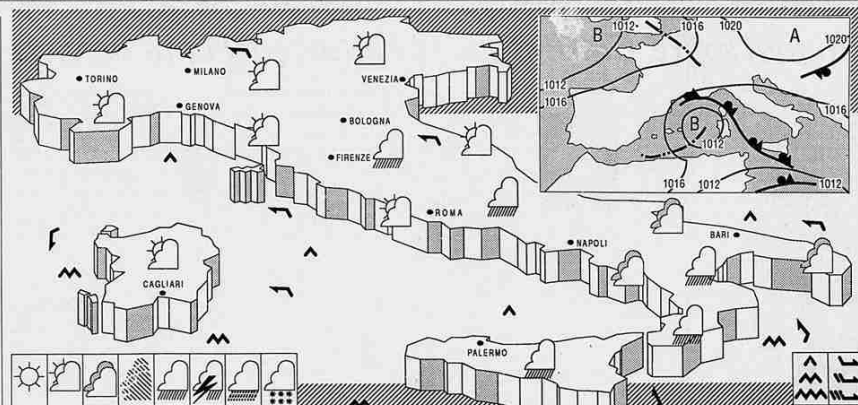 B
1012
1016
1020
A
1020
1012
1016
1016
B
1012
1016
1012
1012
TORINO
MILANO
VENEZIA
GENOVA
BOLOGNA
FIRENZE
ROMA
BARI
NAPOLI
CAGLIARI
PALERMO